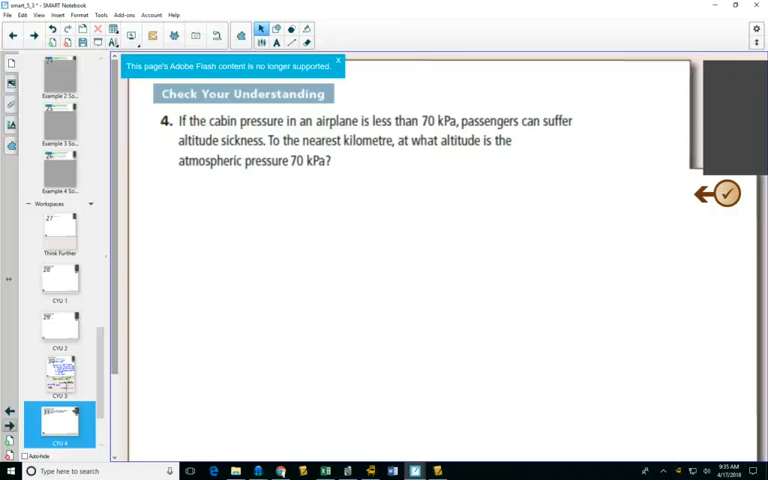 smart_5_3 * - SMART Notebook
File Edit View Insert Format Tools Add-ons Account Help
This page's Adobe Flash content is no longer supported. X
Check Your Understanding
4. If the cabin pressure in an airplane is less than 70 kPa, passengers can suffer
altitude sickness. To the nearest kilometre, at what altitude is the
atmospheric pressure 70 kPa?
24
Example 2 So...
25
Example 3 So...
26
Example 4 So...
Workspaces
27
Think Further
28
CYU 1
29
CYU 2
30
CYU 3
31
CYU 4
Auto-hide
Type here to search
9:35 AM
4/17/2018